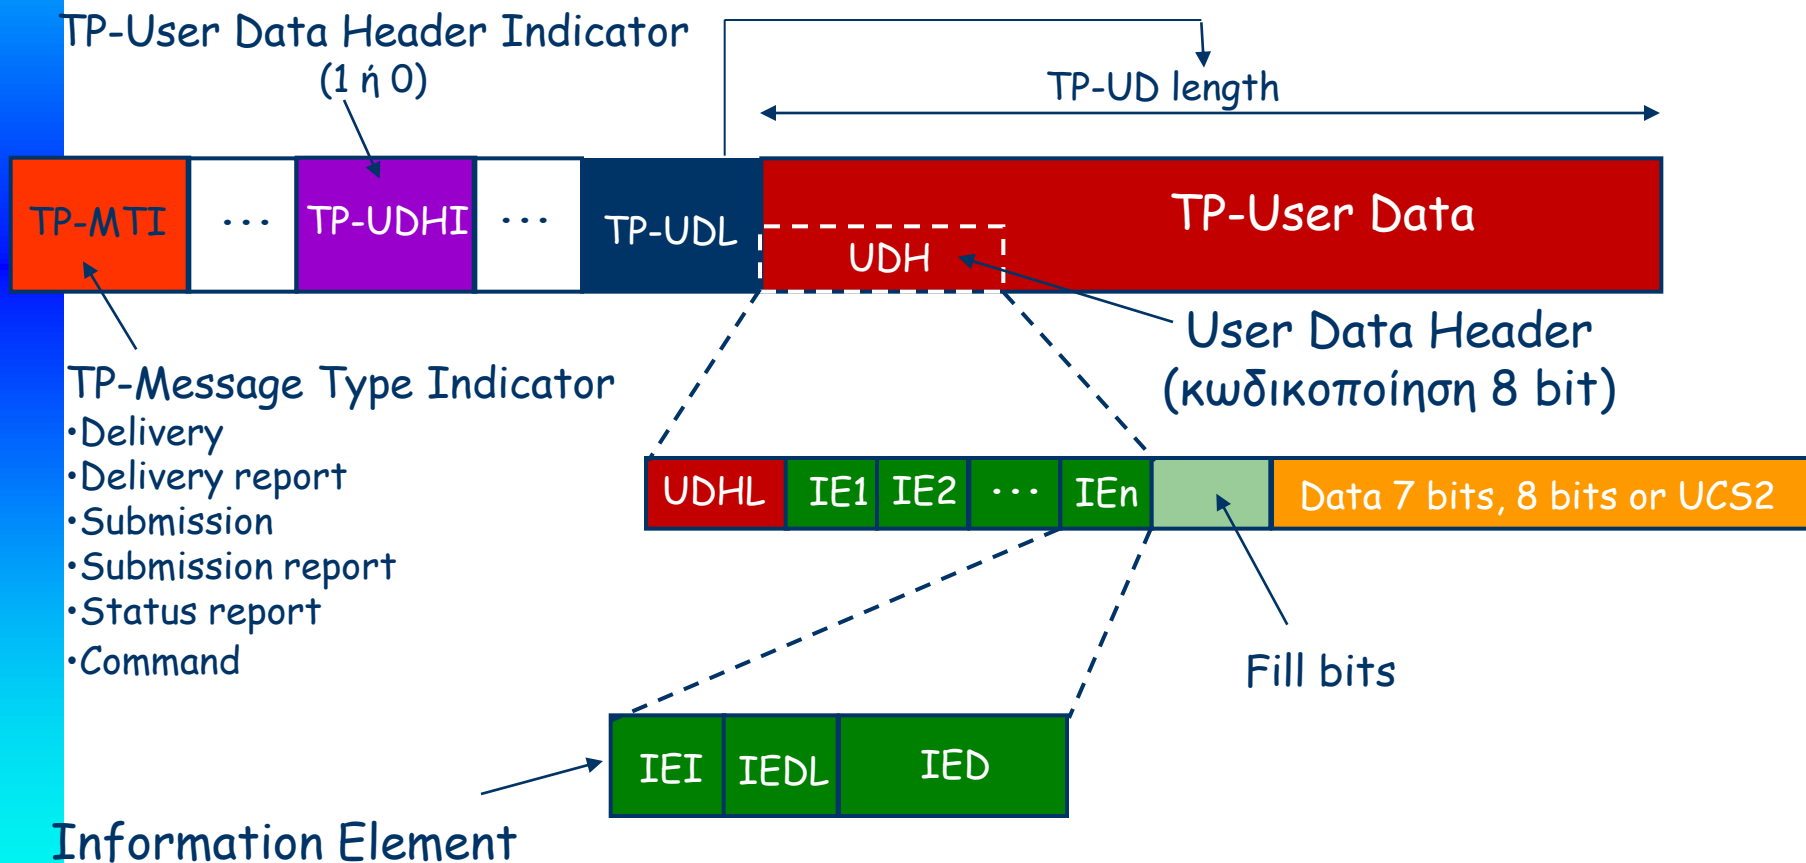 TP-User Data Header Indicator
(1 ή 0)
TP-UD length
TP-MTI
...
TP-UDHI
...
TP-UDL
TP-User Data
UDH
User Data Header
(κωδικοποίηση 8 bit)
TP-Message Type Indicator
•Delivery
•Delivery report
•Submission
•Submission report
•Status report
•Command
UDHL
IE1
IE2
...
IEn
Data 7 bits, 8 bits or UCS2
Fill bits
IEI
IEDL
IED
Information Element